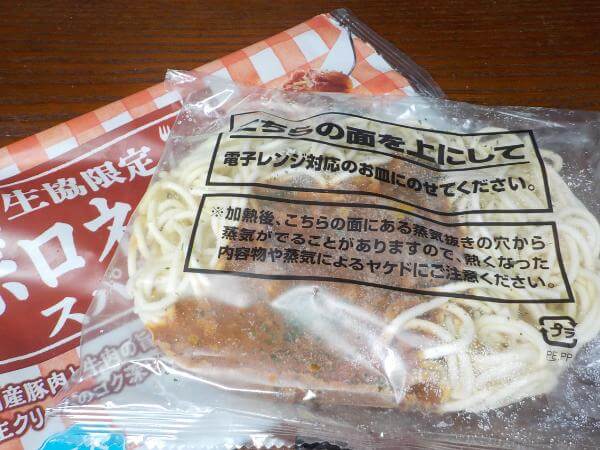 生協限定
ボロネ
スパ
産豚肉と牛肉の旨
生クリ
のコク
こちらの面を上にして
電子レンジ対応のお皿にのせてください。
※加熱後、こちらの面にある蒸気抜きの穴から
蒸気がでることがありますので、熱くなった
内容物や蒸気によるヤケドにご注意ください。
プラ
PE,PP